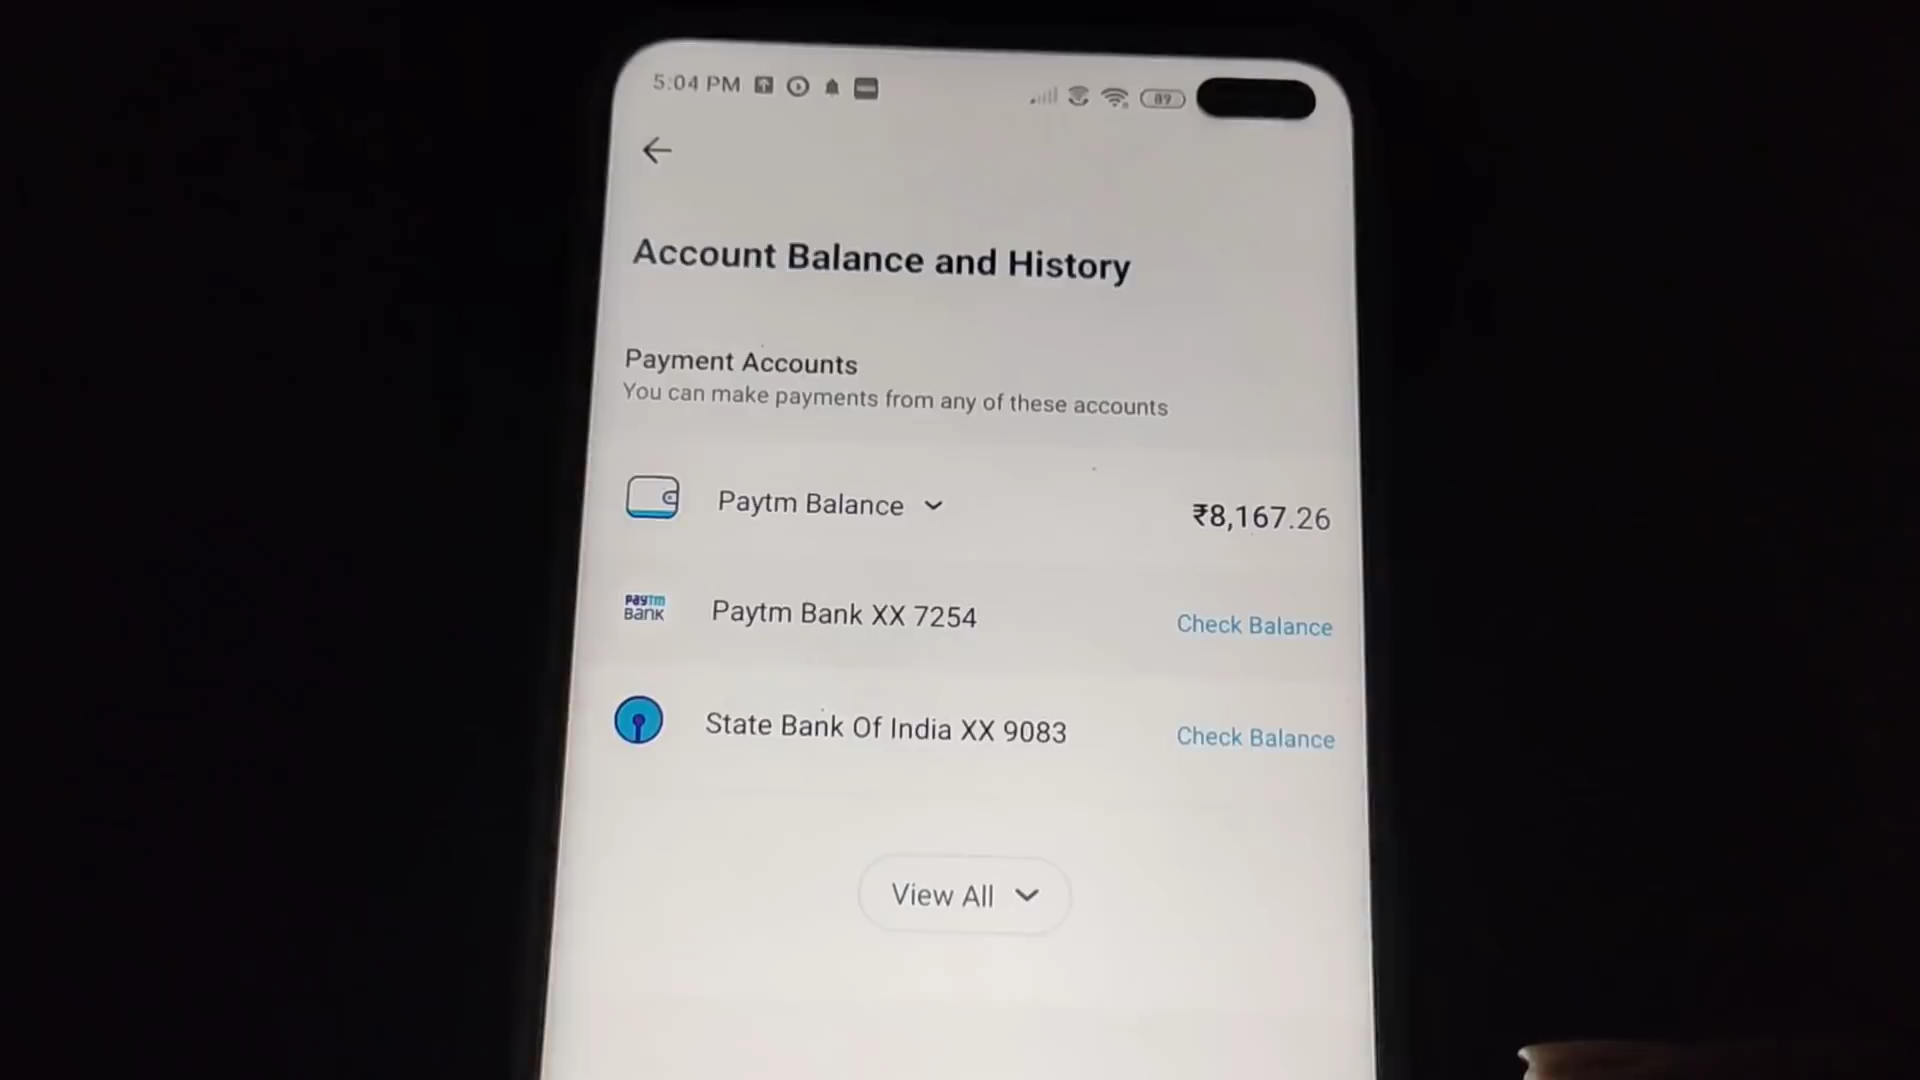 5:04 PM 89
Account Balance and History
Payment Accounts
You can make payments from any of these accounts
Paytm Balance ₹8,167.26
Paytm Bank
Paytm Bank XX 7254 Check Balance
State Bank Of India XX 9083 Check Balance
View All